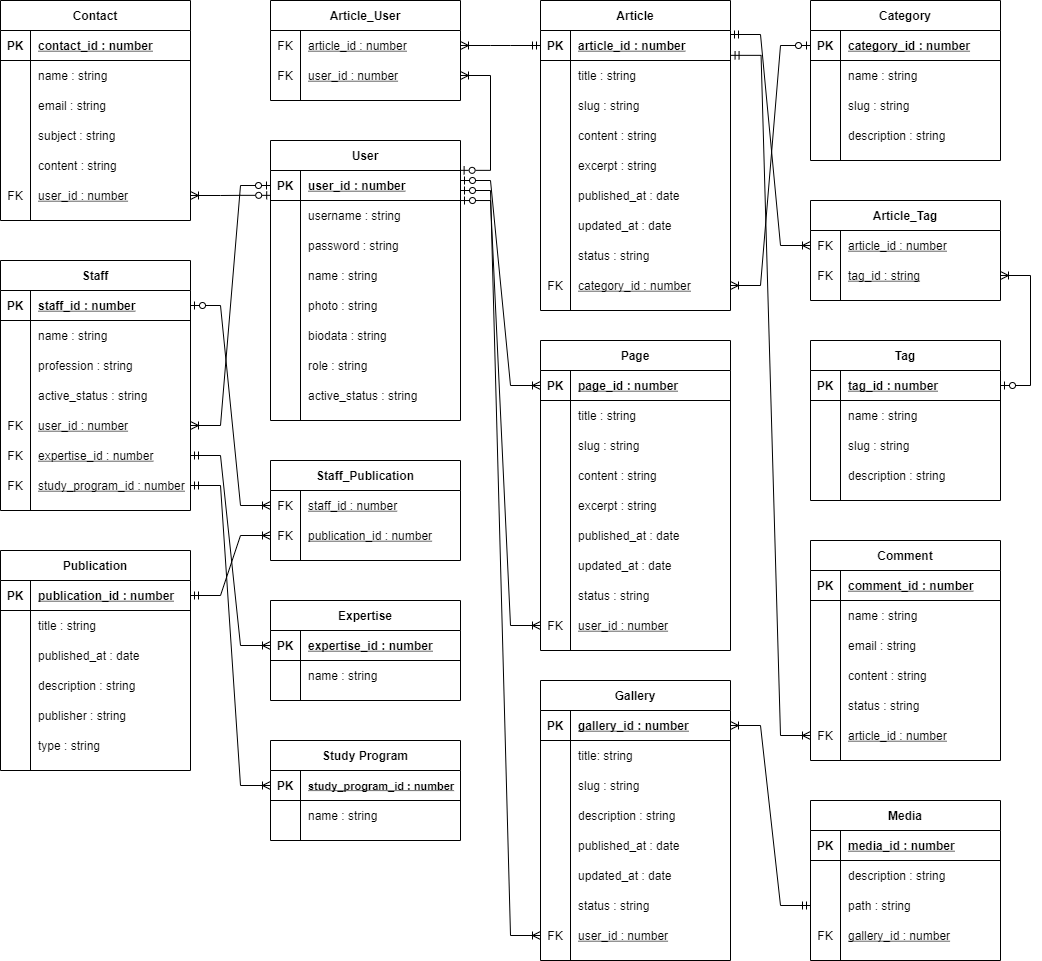 Contact
PK contact_id : number
name : string
email : string
subject : string
content : string
FK user_id : number
Staff
PK staff_id : number
name : string
profession : string
active_status : string
FK user_id : number
FK expertise_id : number
FK study_program_id : number
Publication
PK publication_id : number
title : string
published_at : date
description : string
publisher : string
type : string
Article_User
FK article_id : number
FK user_id : number
User
PK user_id : number
username : string
password : string
name : string
photo : string
biodata : string
role : string
active_status : string
Staff_Publication
FK staff_id : number
FK publication_id : number
Expertise
PK expertise_id : number
name : string
Study Program
PK study_program_id : number
name : string
Article
PK article_id : number
title : string
slug : string
content : string
excerpt : string
published_at : date
updated_at : date
status : string
FK category_id : number
Page
PK page_id : number
title : string
slug : string
content : string
excerpt : string
published_at : date
updated_at : date
status : string
FK user_id : number
Gallery
PK gallery_id : number
title: string
slug : string
description : string
published_at : date
updated_at : date
status : string
FK user_id : number
Category
PK category_id : number
name : string
slug : string
description : string
Article_Tag
FK article_id : number
FK tag_id : string
Tag
PK tag_id : number
name : string
slug : string
description : string
Comment
PK comment_id : number
name : string
email : string
content : string
status : string
FK article_id : number
Media
PK media_id : number
description : string
path : string
FK gallery_id : number